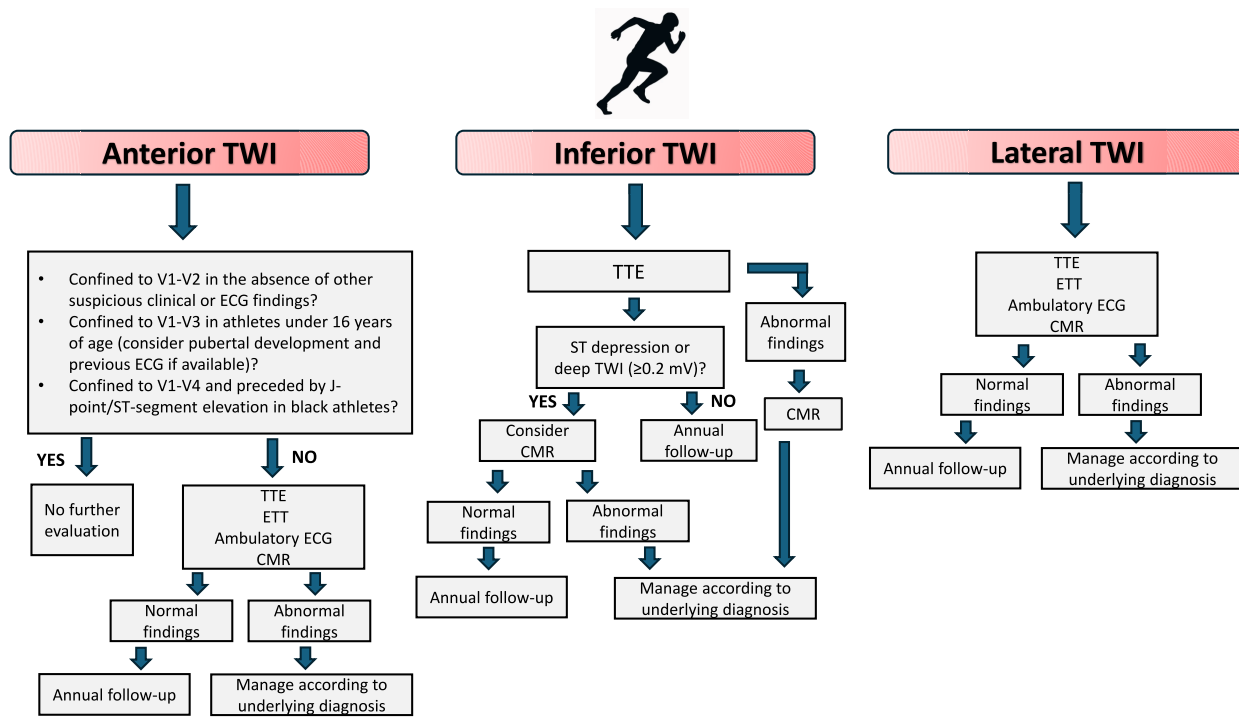 Anterior TWI
• Confined to V1-V2 in the absence of other
suspicious clinical or ECG findings?
• Confined to V1-V3 in athletes under 16 years
of age (consider pubertal development and
previous ECG if available)?
• Confined to V1-V4 and preceded by J-
point/ST-segment elevation in black athletes?
YES
NO
No further
evaluation
TTE
ETT
Ambulatory ECG
CMR
Normal
findings
Abnormal
findings
Annual follow-up
Manage according to
underlying diagnosis
Inferior TWI
TTE
Abnormal
findings
ST depression or
deep TWI (≥0.2 mV)?
YES
NO
CMR
Consider
CMR
Annual
follow-up
Normal
findings
Abnormal
findings
Annual follow-up
Manage according to
underlying diagnosis
Lateral TWI
TTE
ETT
Ambulatory ECG
CMR
Normal
findings
Abnormal
findings
Annual follow-up
Manage according to
underlying diagnosis